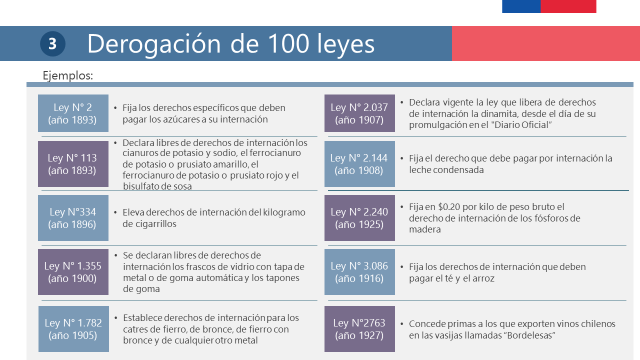 3
Derogación de 100 leyes
Ejemplos:
Ley N° 2
(año 1893)
• Fija los derechos específicos que deben
pagar los azúcares a su internación
Ley N° 113
(año 1893)
• Declara libres de derechos de internación los
cianuros de potasio y sodio, el ferrocianuro
de potasio o prusiato amarillo, el
ferrocianuro de potasio o prusiato rojo y el
bisulfato de sosa
Ley N°334
(año 1896)
• Eleva derechos de internación del kilogramo
de cigarrillos
Ley N° 1.355
(año 1900)
• Se declaran libres de derechos de
internación los frascos de vidrio con tapa de
metal o de goma automática y los tapones
de goma
Ley N° 1.782
(año 1905)
• Establece derechos de internación para los
catres de fierro, de bronce, de fierro con
bronce y de cualquier otro metal
Ley N° 2.037
(año 1907)
• Declara vigente la ley que libera de derechos
de internación la dinamita, desde el día de su
promulgación en el "Diario Oficial"
Ley N° 2.144
(año 1908)
• Fija el derecho que debe pagar por internación la
leche condensada
Ley N° 2.240
(año 1925)
• Fija en $0.20 por kilo de peso bruto el
derecho de internación de los fósforos de
madera
Ley N° 3.086
(año 1916)
• Fija los derechos de internación que deben
pagar el té y el arroz
Ley N°2763
(año 1927)
• Concede primas a los que exporten vinos chilenos
en las vasijas llamadas "Bordelesas"